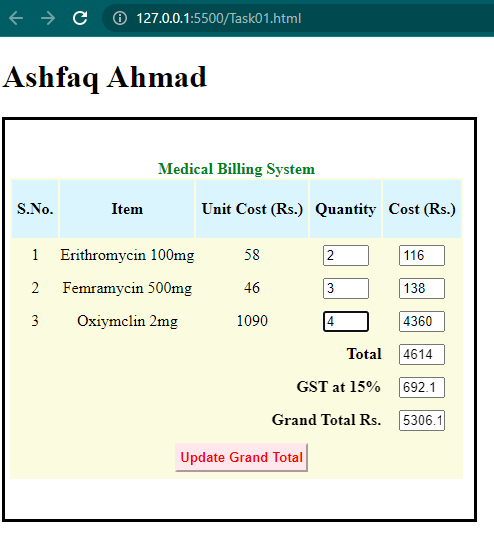 127.0.0.1:5500/Task01.html
Ashfaq Ahmad
Medical Billing System
S.No. Item Unit Cost (Rs.) Quantity Cost (Rs.)
1 Erithromycin 100mg 58 2 116
2 Femramycin 500mg 46 3 138
3 Oxiymclin 2mg 1090 4 4360
Total 4614
GST at 15% 692.1
Grand Total Rs. 5306.1
Update Grand Total